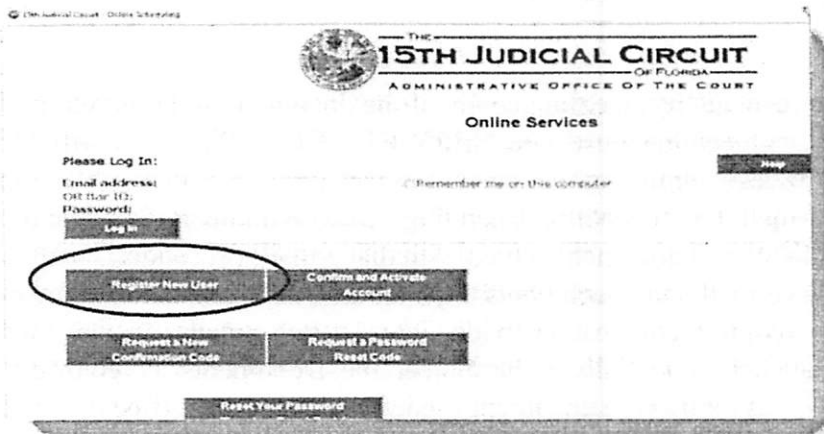 15th Judicial Circuit - Online Scheduling
THE
15TH JUDICIAL CIRCUIT
OF FLORIDA
ADMINISTRATIVE OFFICE OF THE COURT
Online Services
Please Log In:
Help
Email address:
Remember me on this computer
OR Bar ID:
Password:
Log In
Register New User
Confirm and Activate
Account
Request a New
Confirmation Code
Request a Password
Reset Code
Reset Your Password